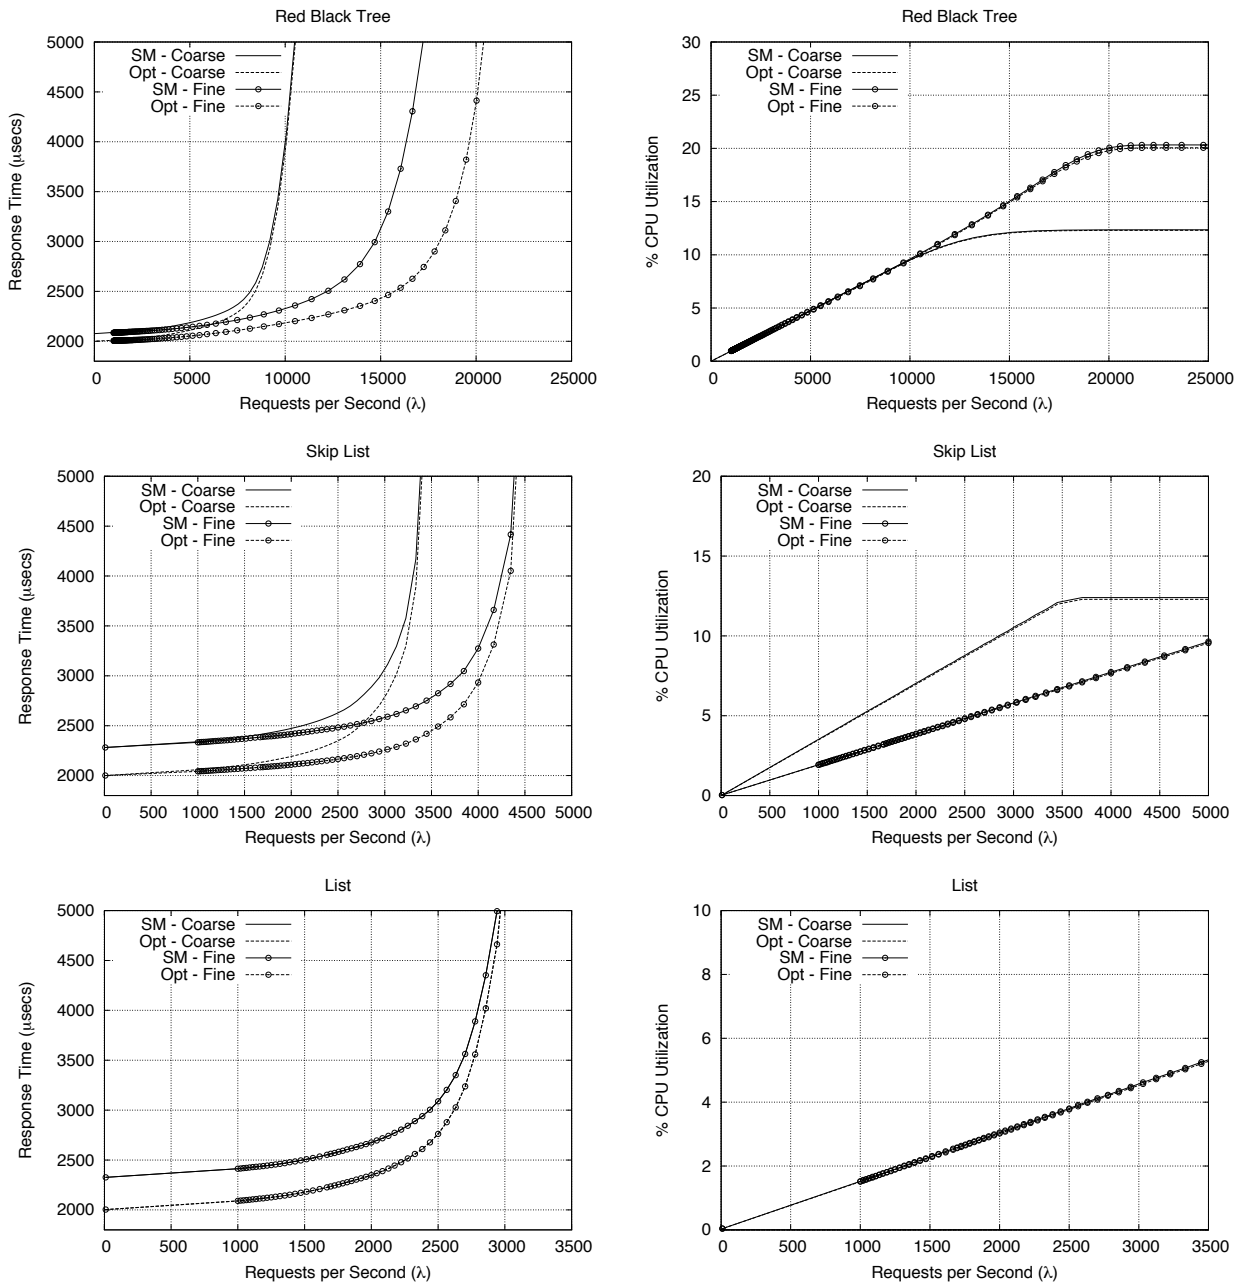 Red Black Tree
5000
4500
4000
3500
3000
2500
2000
Response Time (μsecs)
SM - Coarse
Opt - Coarse
SM - Fine
Opt - Fine
0 5000 10000 15000 20000 25000
Requests per Second (λ)
Red Black Tree
30
25
20
15
10
5
0
% CPU Utilization
SM - Coarse
Opt - Coarse
SM - Fine
Opt - Fine
0 5000 10000 15000 20000 25000
Requests per Second (λ)
Skip List
5000
4500
4000
3500
3000
2500
2000
Response Time (μsecs)
SM - Coarse
Opt - Coarse
SM - Fine
Opt - Fine
0 500 1000 1500 2000 2500 3000 3500 4000 4500 5000
Requests per Second (λ)
Skip List
20
15
10
5
0
% CPU Utilization
SM - Coarse
Opt - Coarse
SM - Fine
Opt - Fine
0 500 1000 1500 2000 2500 3000 3500 4000 4500 5000
Requests per Second (λ)
List
5000
4500
4000
3500
3000
2500
2000
Response Time (μsecs)
SM - Coarse
Opt - Coarse
SM - Fine
Opt - Fine
0 500 1000 1500 2000 2500 3000 3500
Requests per Second (λ)
List
10
8
6
4
2
0
% CPU Utilization
SM - Coarse
Opt - Coarse
SM - Fine
Opt - Fine
0 500 1000 1500 2000 2500 3000 3500
Requests per Second (λ)